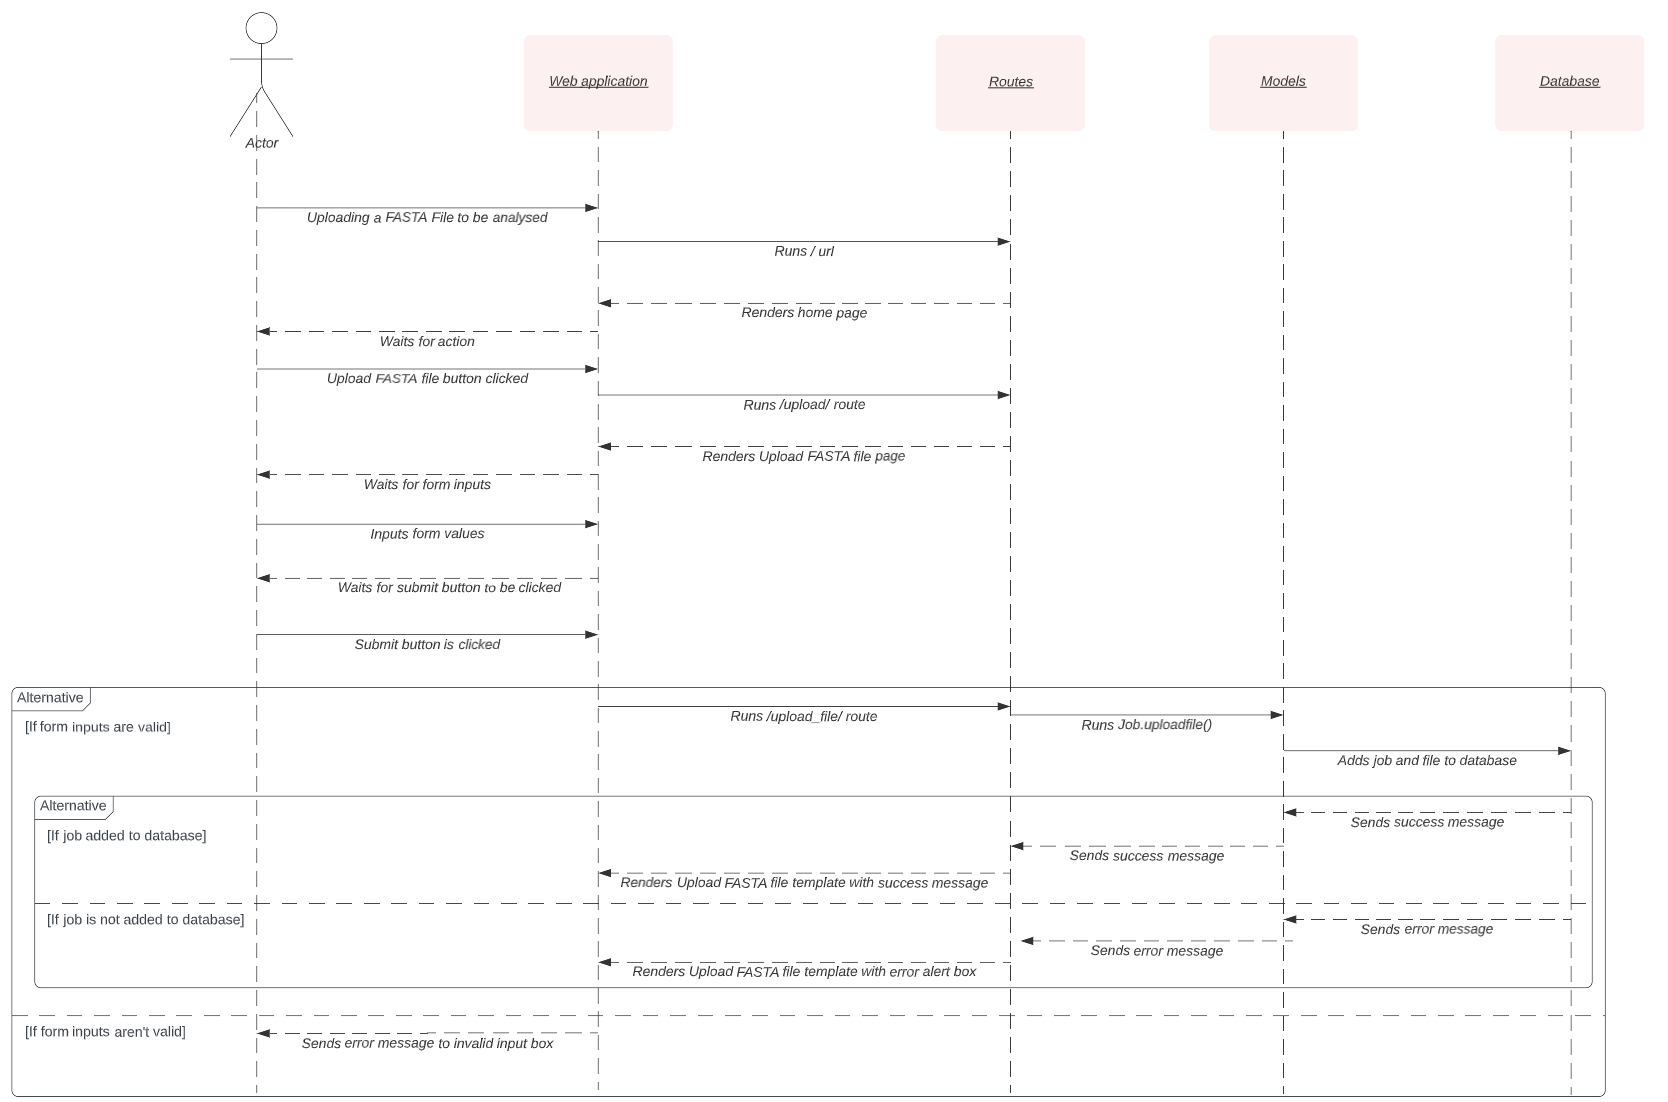 Actor
Web application
Routes
Models
Database
Uploading a FASTA File to be analysed
Runs / url
Renders home page
Waits for action
Upload FASTA file button clicked
Runs /upload/ route
Renders Upload FASTA file page
Waits for form inputs
Inputs form values
Waits for submit button to be clicked
Submit button is clicked
Alternative
[If form inputs are valid]
Runs /upload_file/ route
Runs Job.uploadfile()
Adds job and file to database
Alternative
[If job added to database]
Sends success message
Sends success message
Renders Upload FASTA file template with success message
[If job is not added to database]
Sends error message
Sends error message
Renders Upload FASTA file template with error alert box
[If form inputs aren't valid]
Sends error message to invalid input box